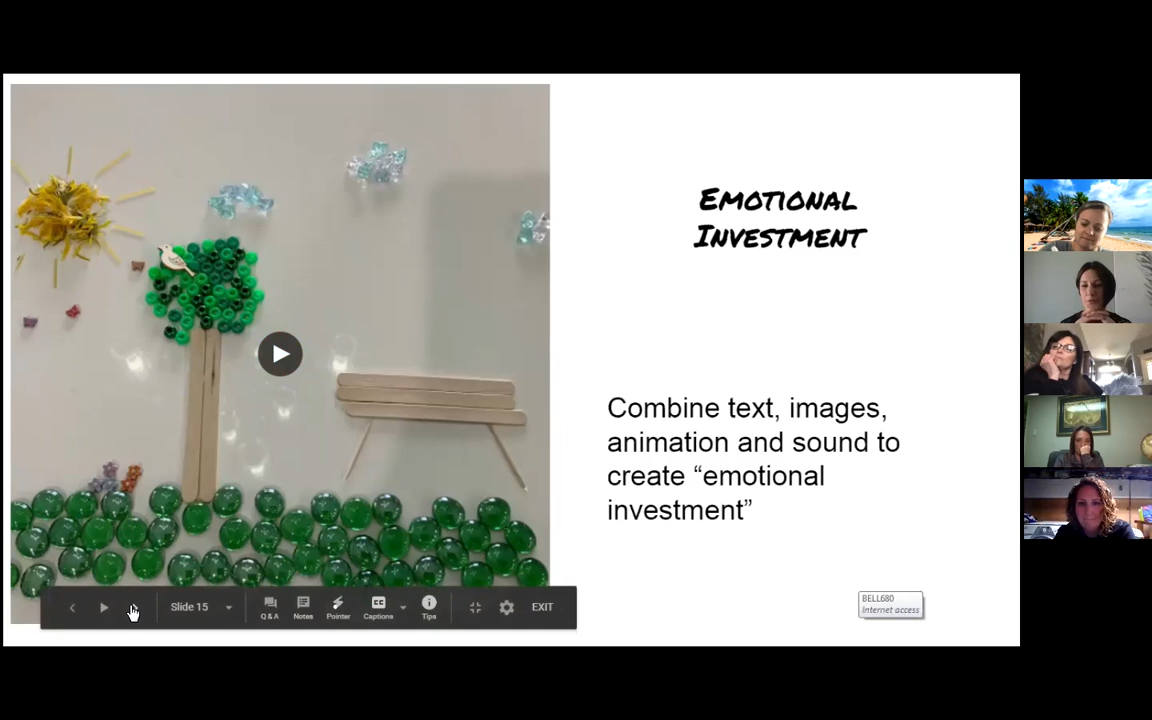 EMOTIONAL
INVESTMENT
Combine text, images,
animation and sound to
create “emotional
investment”
Slide 15
Q & A
Notes
Pointer
Captions
Tips
EXIT
BELL680
Internet access